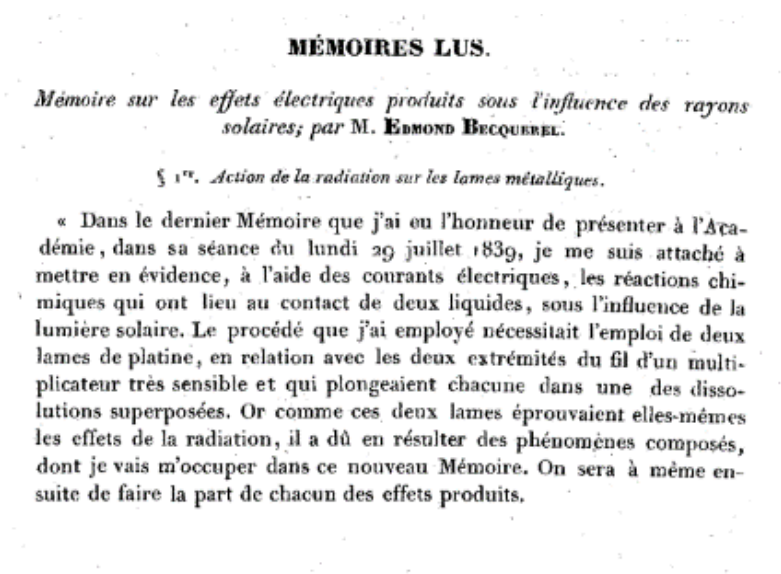 MÉMOIRES LUS.
Mémoire sur les effets électriques produits sous l'influence des rayons
solaires; par M. EDMOND BECQUEREL.
§ 1re. Action de la radiation sur les lames métalliques.
« Dans le dernier Mémoire que j'ai eu l'honneur de présenter à l'Aca-
démie, dans sa séance du lundi 29 juillet 1839, je me suis attaché à
mettre en évidence, à l'aide des courants électriques, les réactions chi-
miques qui ont lieu au contact de deux liquides, sous l'influence de la
lumière solaire. Le procédé que j'ai employé nécessitait l'emploi de deux
lames de platine, en relation avec les deux extrémités du fil d'un multi-
plicateur très sensible et qui plongeaient chacune dans une des disso-
lutions superposées. Or comme ces deux lames éprouvaient elles-mêmes
les effets de la radiation, il a dû en résulter des phénomènes composés,
dont je vais m'occuper dans ce nouveau Mémoire. On sera à même en-
suite de faire la part de chacun des effets produits.